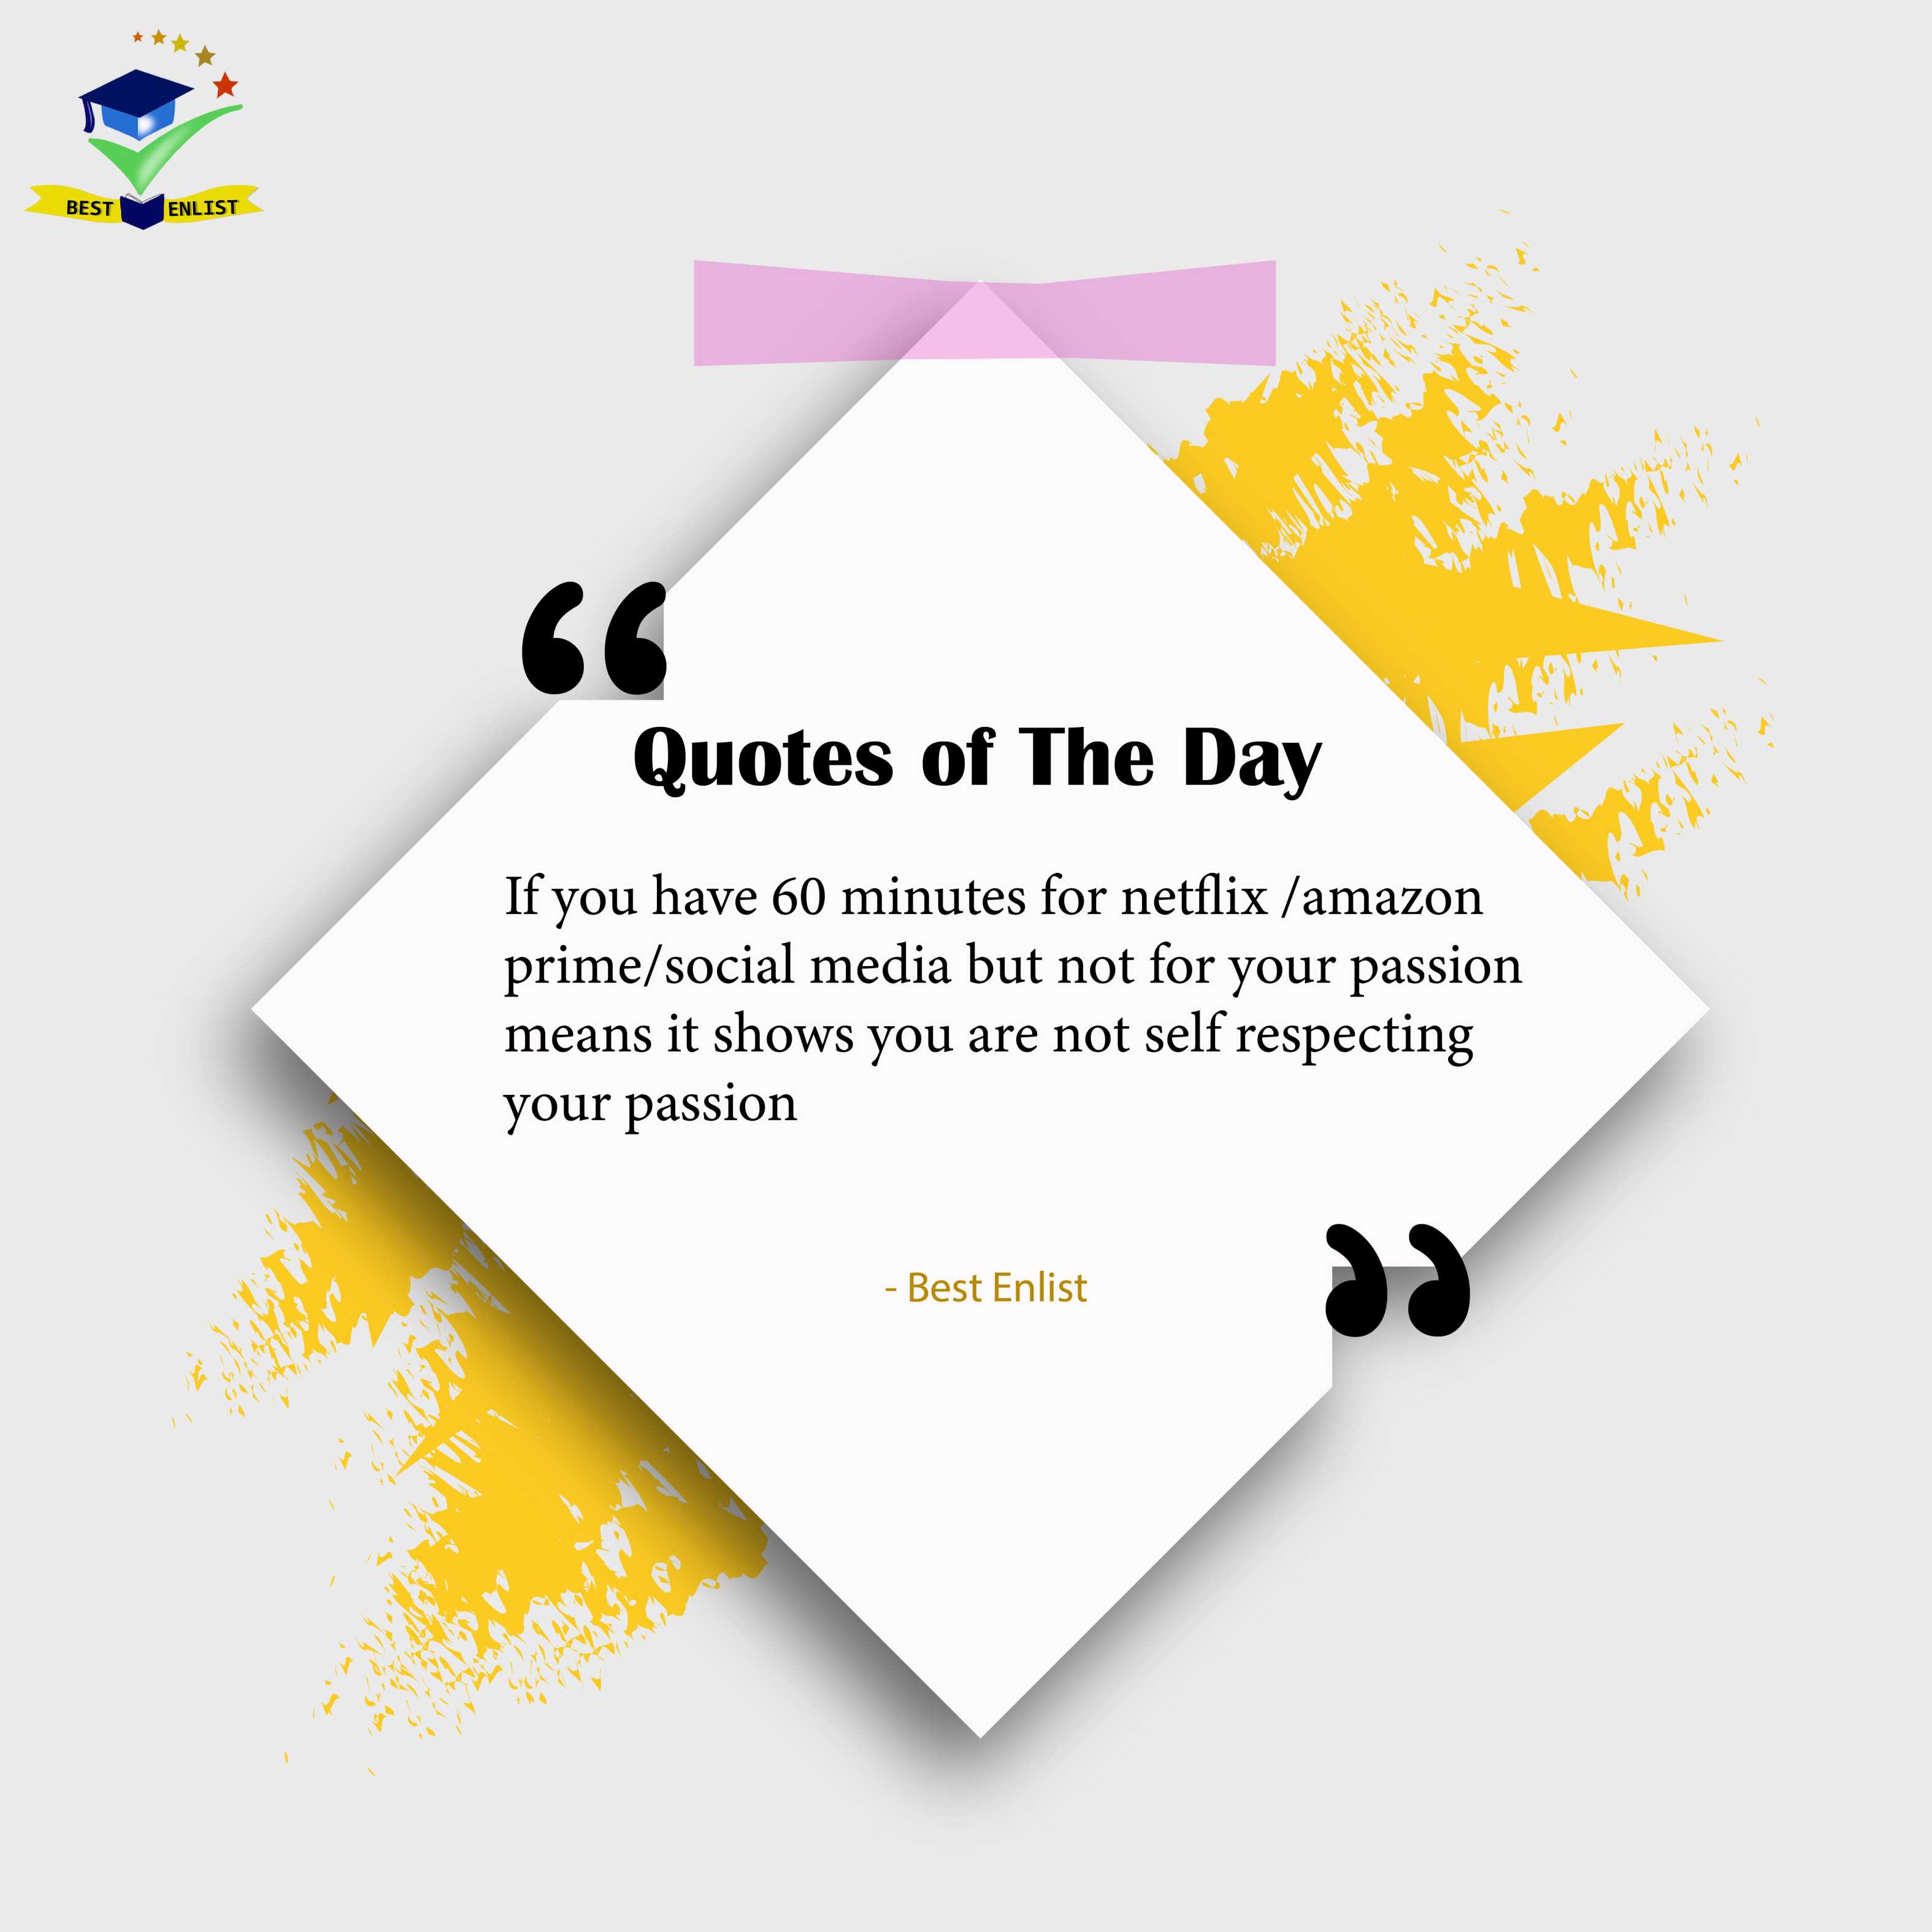 BEST ENLIST
Quotes of The Day
If you have 60 minutes for netflix /amazon
prime/social media but not for your passion
means it shows you are not self respecting
your passion
- Best Enlist